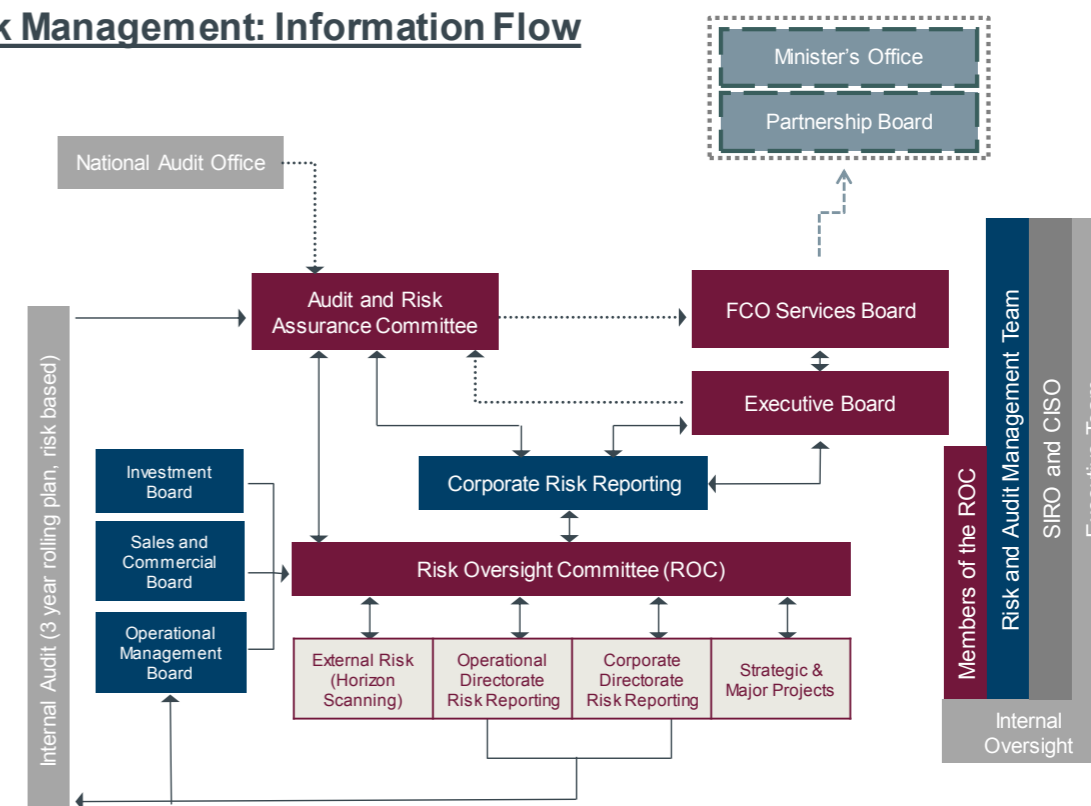 k Management: Information Flow
Minister's Office
Partnership Board
National Audit Office
Audit and Risk
Assurance Committee
FCO Services Board
Executive Board
Corporate Risk Reporting
Investment
Board
Sales and
Commercial
Board
Operational
Management
Board
Risk Oversight Committee (ROC)
External Risk
(Horizon
Scanning)
Operational
Directorate
Risk Reporting
Corporate
Directorate
Risk Reporting
Strategic &
Major Projects
Internal Audit (3 year rolling plan, risk based)
Members of the ROC
Risk and Audit Management Team
SIRO and CISO
Internal
Oversight